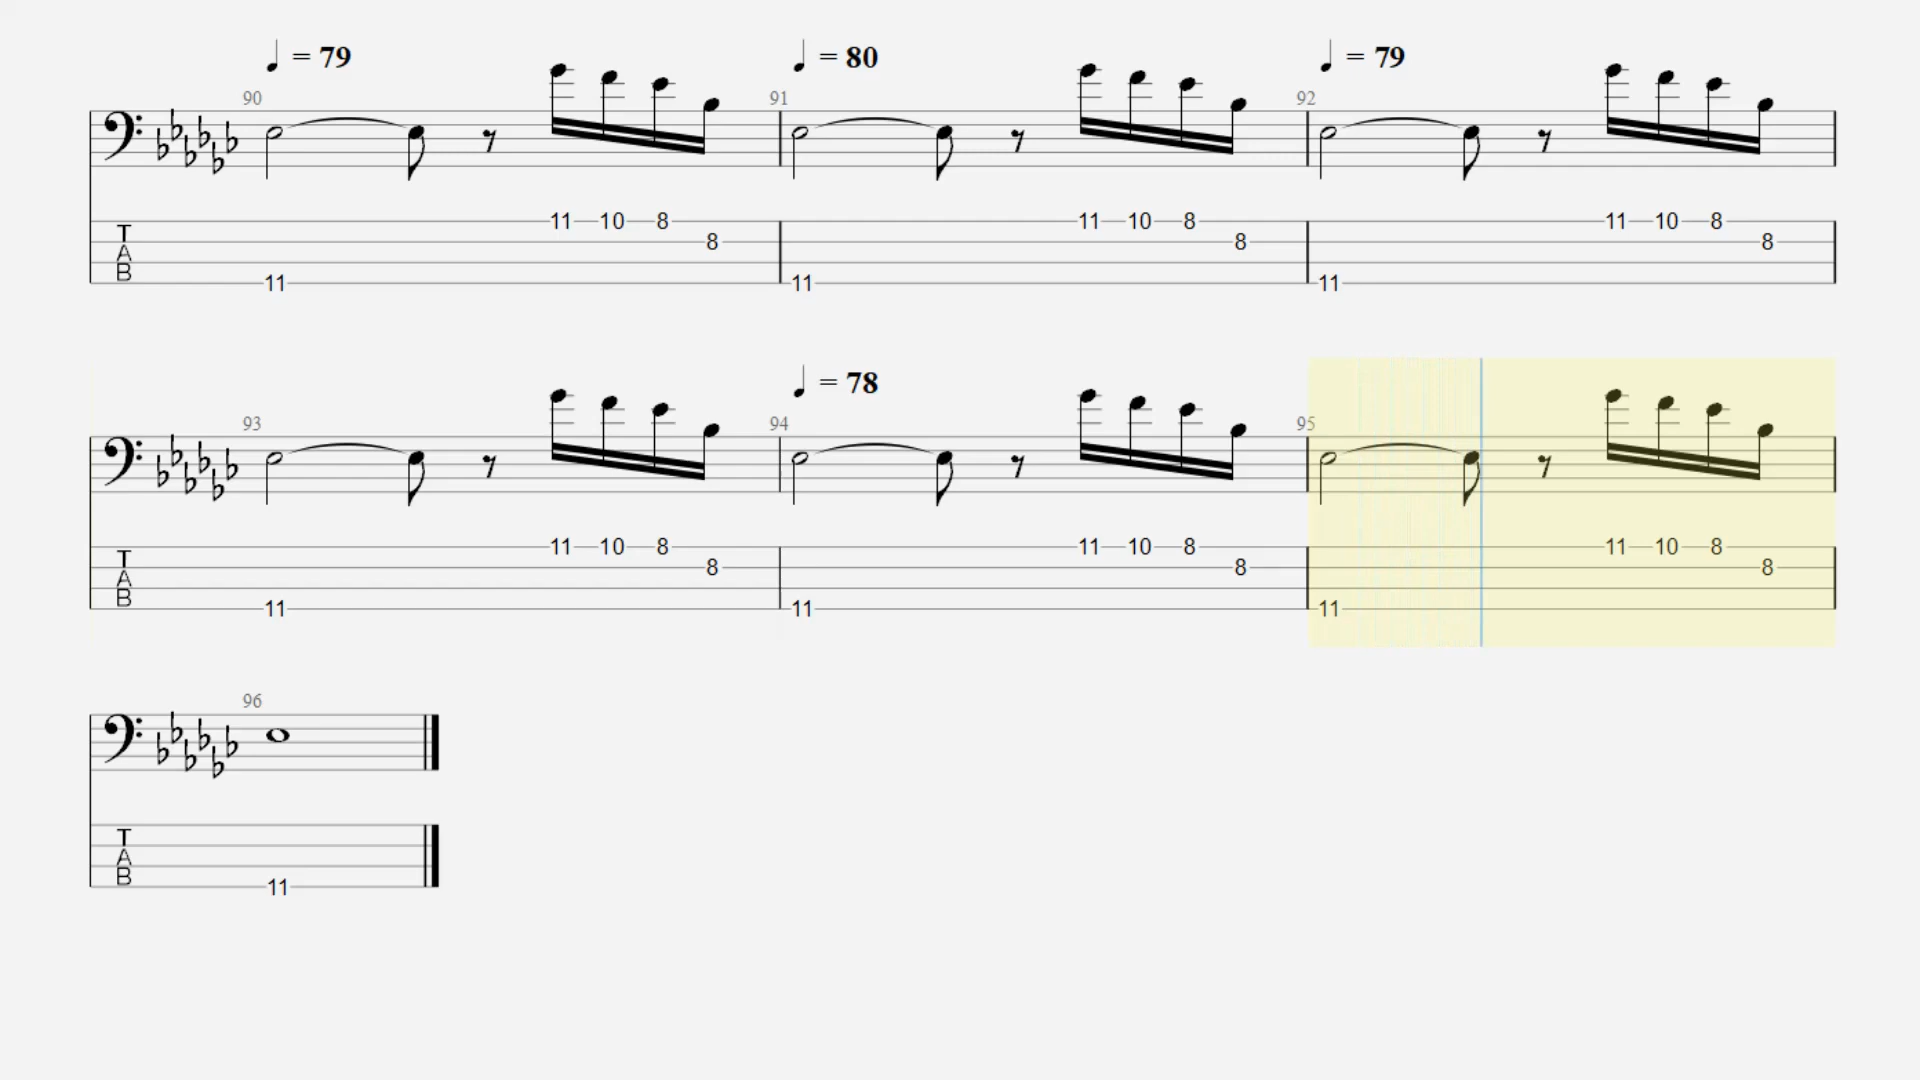 ♩ = 79 ♩ = 80 ♩ = 79
90 91 92
11 10 8 11 10 8 11 10 8
T 8 8 8
A
B 11 11 11
♩ = 78
93 94 95
11 10 8 11 10 8 11 10 8
T 8 8 8
A
B 11 11 11
96
T
A
B 11